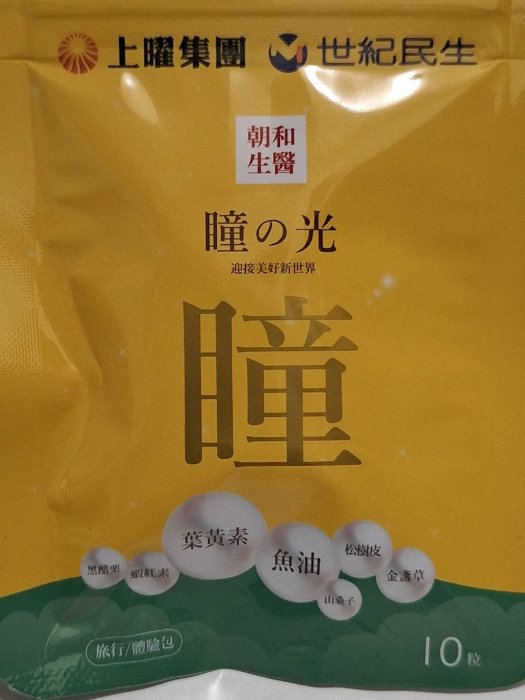 上曜集團 世紀民生
朝和
生醫
瞳の光
迎接美好新世界
瞳
葉黃素
魚油
松樹皮
黑醋栗
蝦紅素
金盞草
山桑子
旅行/體驗包
10粒